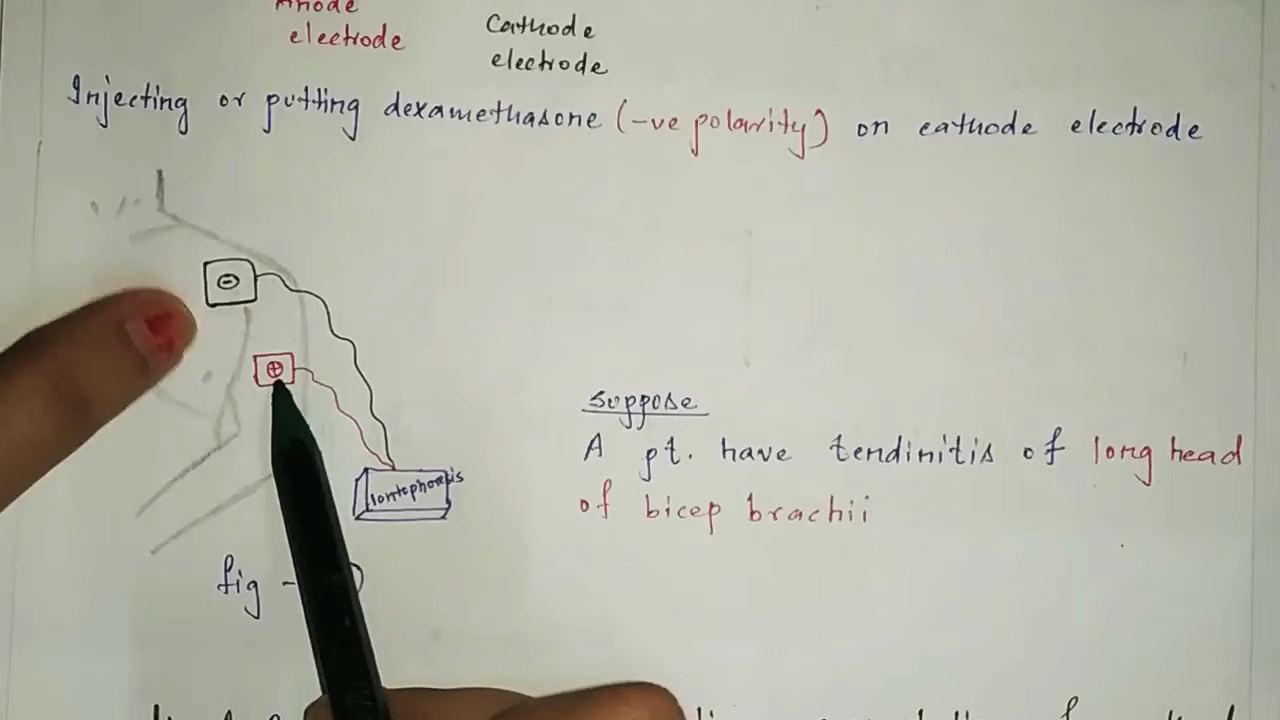 Anode
electrode
Cathode
electrode
Injecting or putting dexamethasone (-ve polarity) on cathode electrode
-
+
Iontophoresis
Suppose
A pt. have tendinitis of long head
of bicep brachii
fig -